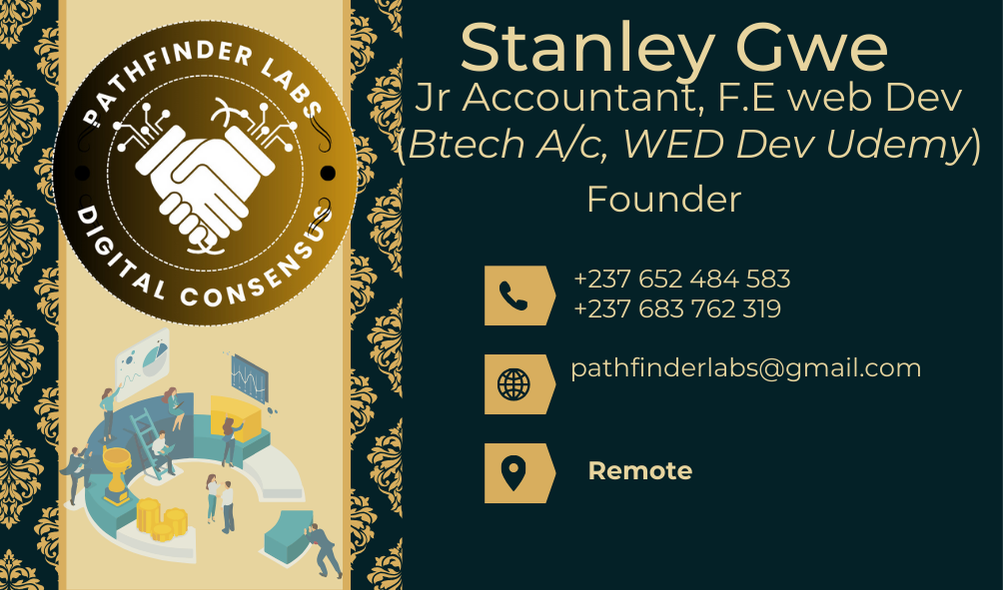 PATHFINDER LABS
DIGITAL CONSENSUS
Stanley Gwe
Jr Accountant, F.E web Dev
(Btech A/c, WED Dev Udemy)
Founder
+237 652 484 583
+237 683 762 319
pathfinderlabs@gmail.com
Remote